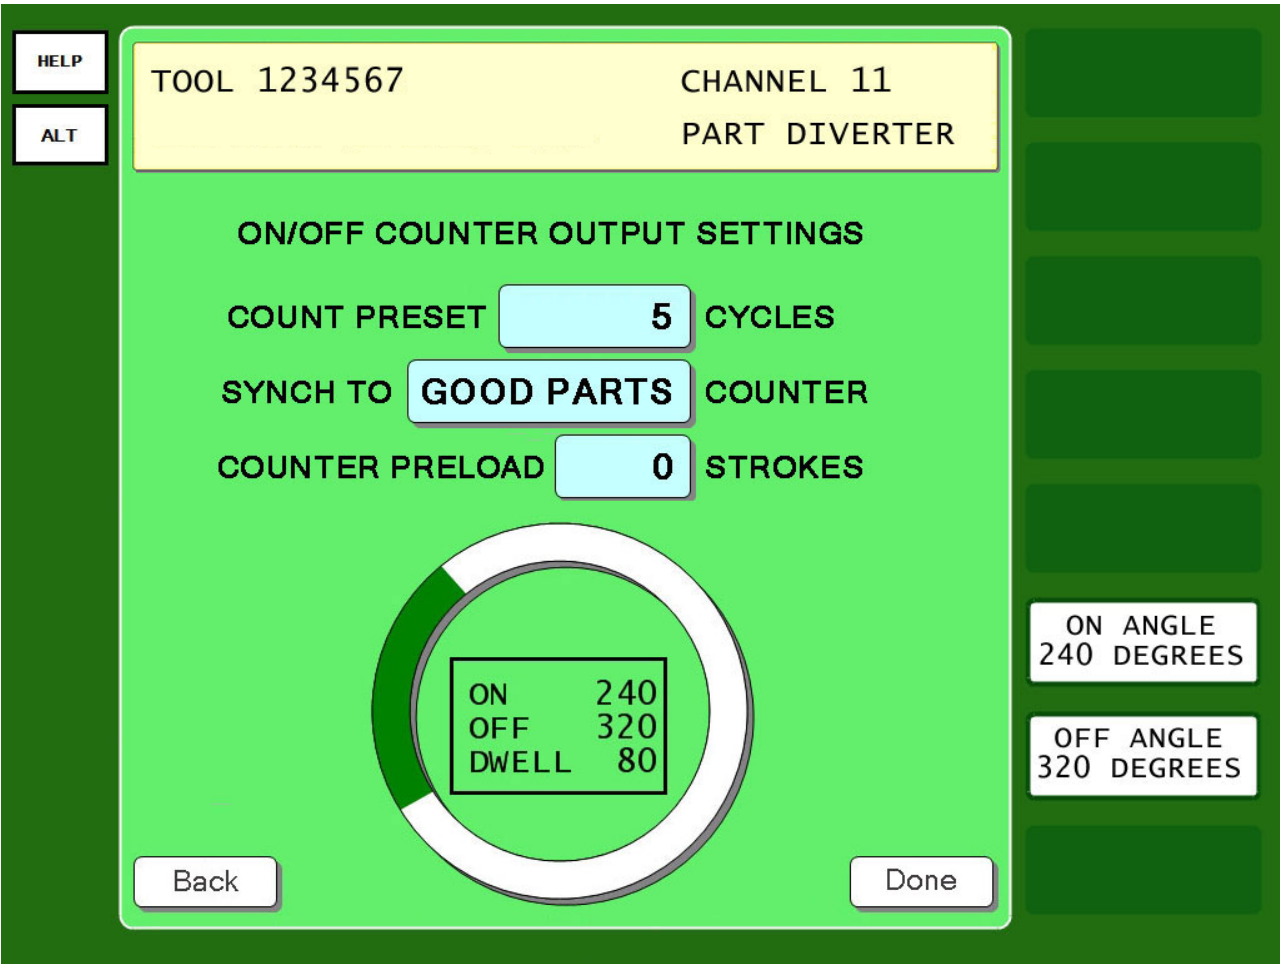 HELP
ALT
TOOL 1234567
CHANNEL 11
PART DIVERTER
ON/OFF COUNTER OUTPUT SETTINGS
COUNT PRESET 5 CYCLES
SYNCH TO GOOD PARTS COUNTER
COUNTER PRELOAD 0 STROKES
ON 240
OFF 320
DWELL 80
ON ANGLE
240 DEGREES
OFF ANGLE
320 DEGREES
Back
Done